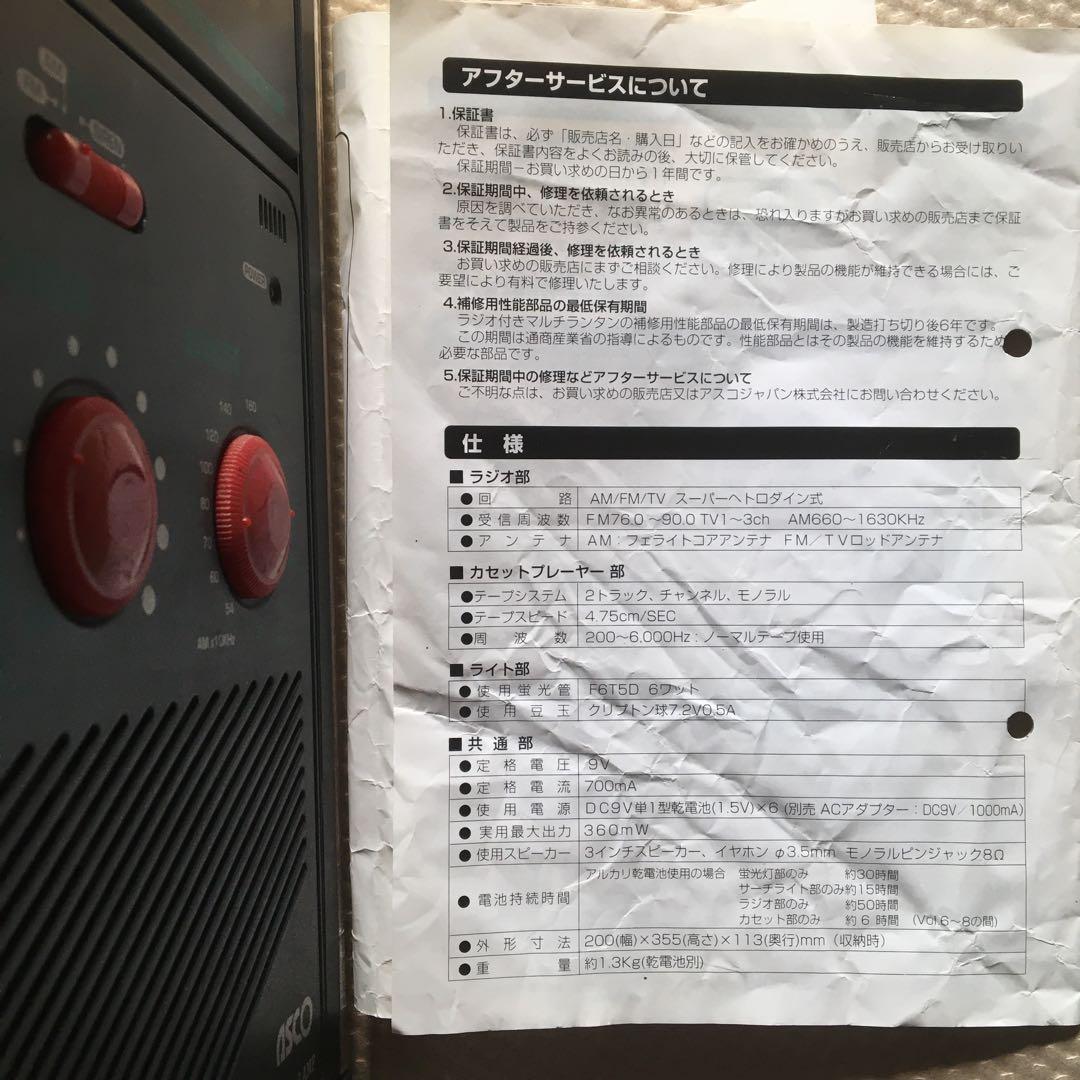 アフターサービスについて
1.保証書
保証書は、必ず「販売店名・購入日」などの記入をお確かめのうえ、販売店からお受け取りい
ただき、保証書内容をよくお読みの後、大切に保管してください。
保証期間－お買い求めの日から1年間です。
2.保証期間中、修理を依頼されるとき
原因を調べていただき、なお異常のあるときは、恐れ入りますがお買い求めの販売店まで保証
書をそえて製品をご持参ください。
3.保証期間経過後、修理を依頼されるとき
お買い求めの販売店にまずご相談ください。修理により製品の機能が維持できる場合には、ご
要望により有料で修理いたします。
4.補修用性能部品の最低保有期間
ラジオ付きマルチランタンの補修用性能部品の最低保有期間は、製造打ち切り後6年です。
この期間は通商産業省の指導によるものです。性能部品とはその製品の機能を維持するため
必要な部品です。
5.保証期間中の修理などアフターサービスについて
ご不明な点は、お買い求めの販売店又はアスコジャパン株式会社にお問い合わせください。
仕 様
■ ラジオ部
●回 路 AM/FM/TV スーパーヘトロダイン式
●受信周波数 FM76.0～90.0 TV1～3ch AM660～1630KHz
●アンテナ AM：フェライトコアアンテナ FM／TVロッドアンテナ
■ カセットプレーヤー部
●テープシステム 2トラック、チャンネル、モノラル
●テープスピード 4.75cm/SEC
●周波数 200～6,000Hz：ノーマルテープ使用
■ ライト部
●使用蛍光管 F6T5D 6ワット
●使用豆玉 クリプトン球7.2V0.5A
■ 共通部
●定格電圧 9V
●定格電流 700mA
●使用電源 DC9V単1型乾電池(1.5V)×6 (別売 ACアダプター：DC9V／1000mA)
●実用最大出力 360mW
●使用スピーカー 3インチスピーカー、イヤホン φ3.5mm モノラルピンジャック8Ω
●電池持続時間 アルカリ乾電池使用の場合 蛍光灯部のみ 約30時間
サーチライト部のみ約15時間
ラジオ部のみ 約50時間
カセット部のみ 約6時間 (Vol.6～8の間)
●外形寸法 200(幅)×355(高さ)×113(奥行)mm（収納時）
●重量 約1.3Kg(乾電池別)
SIREN
POWER
160
140
120
100
80
70
60
54
ASCO